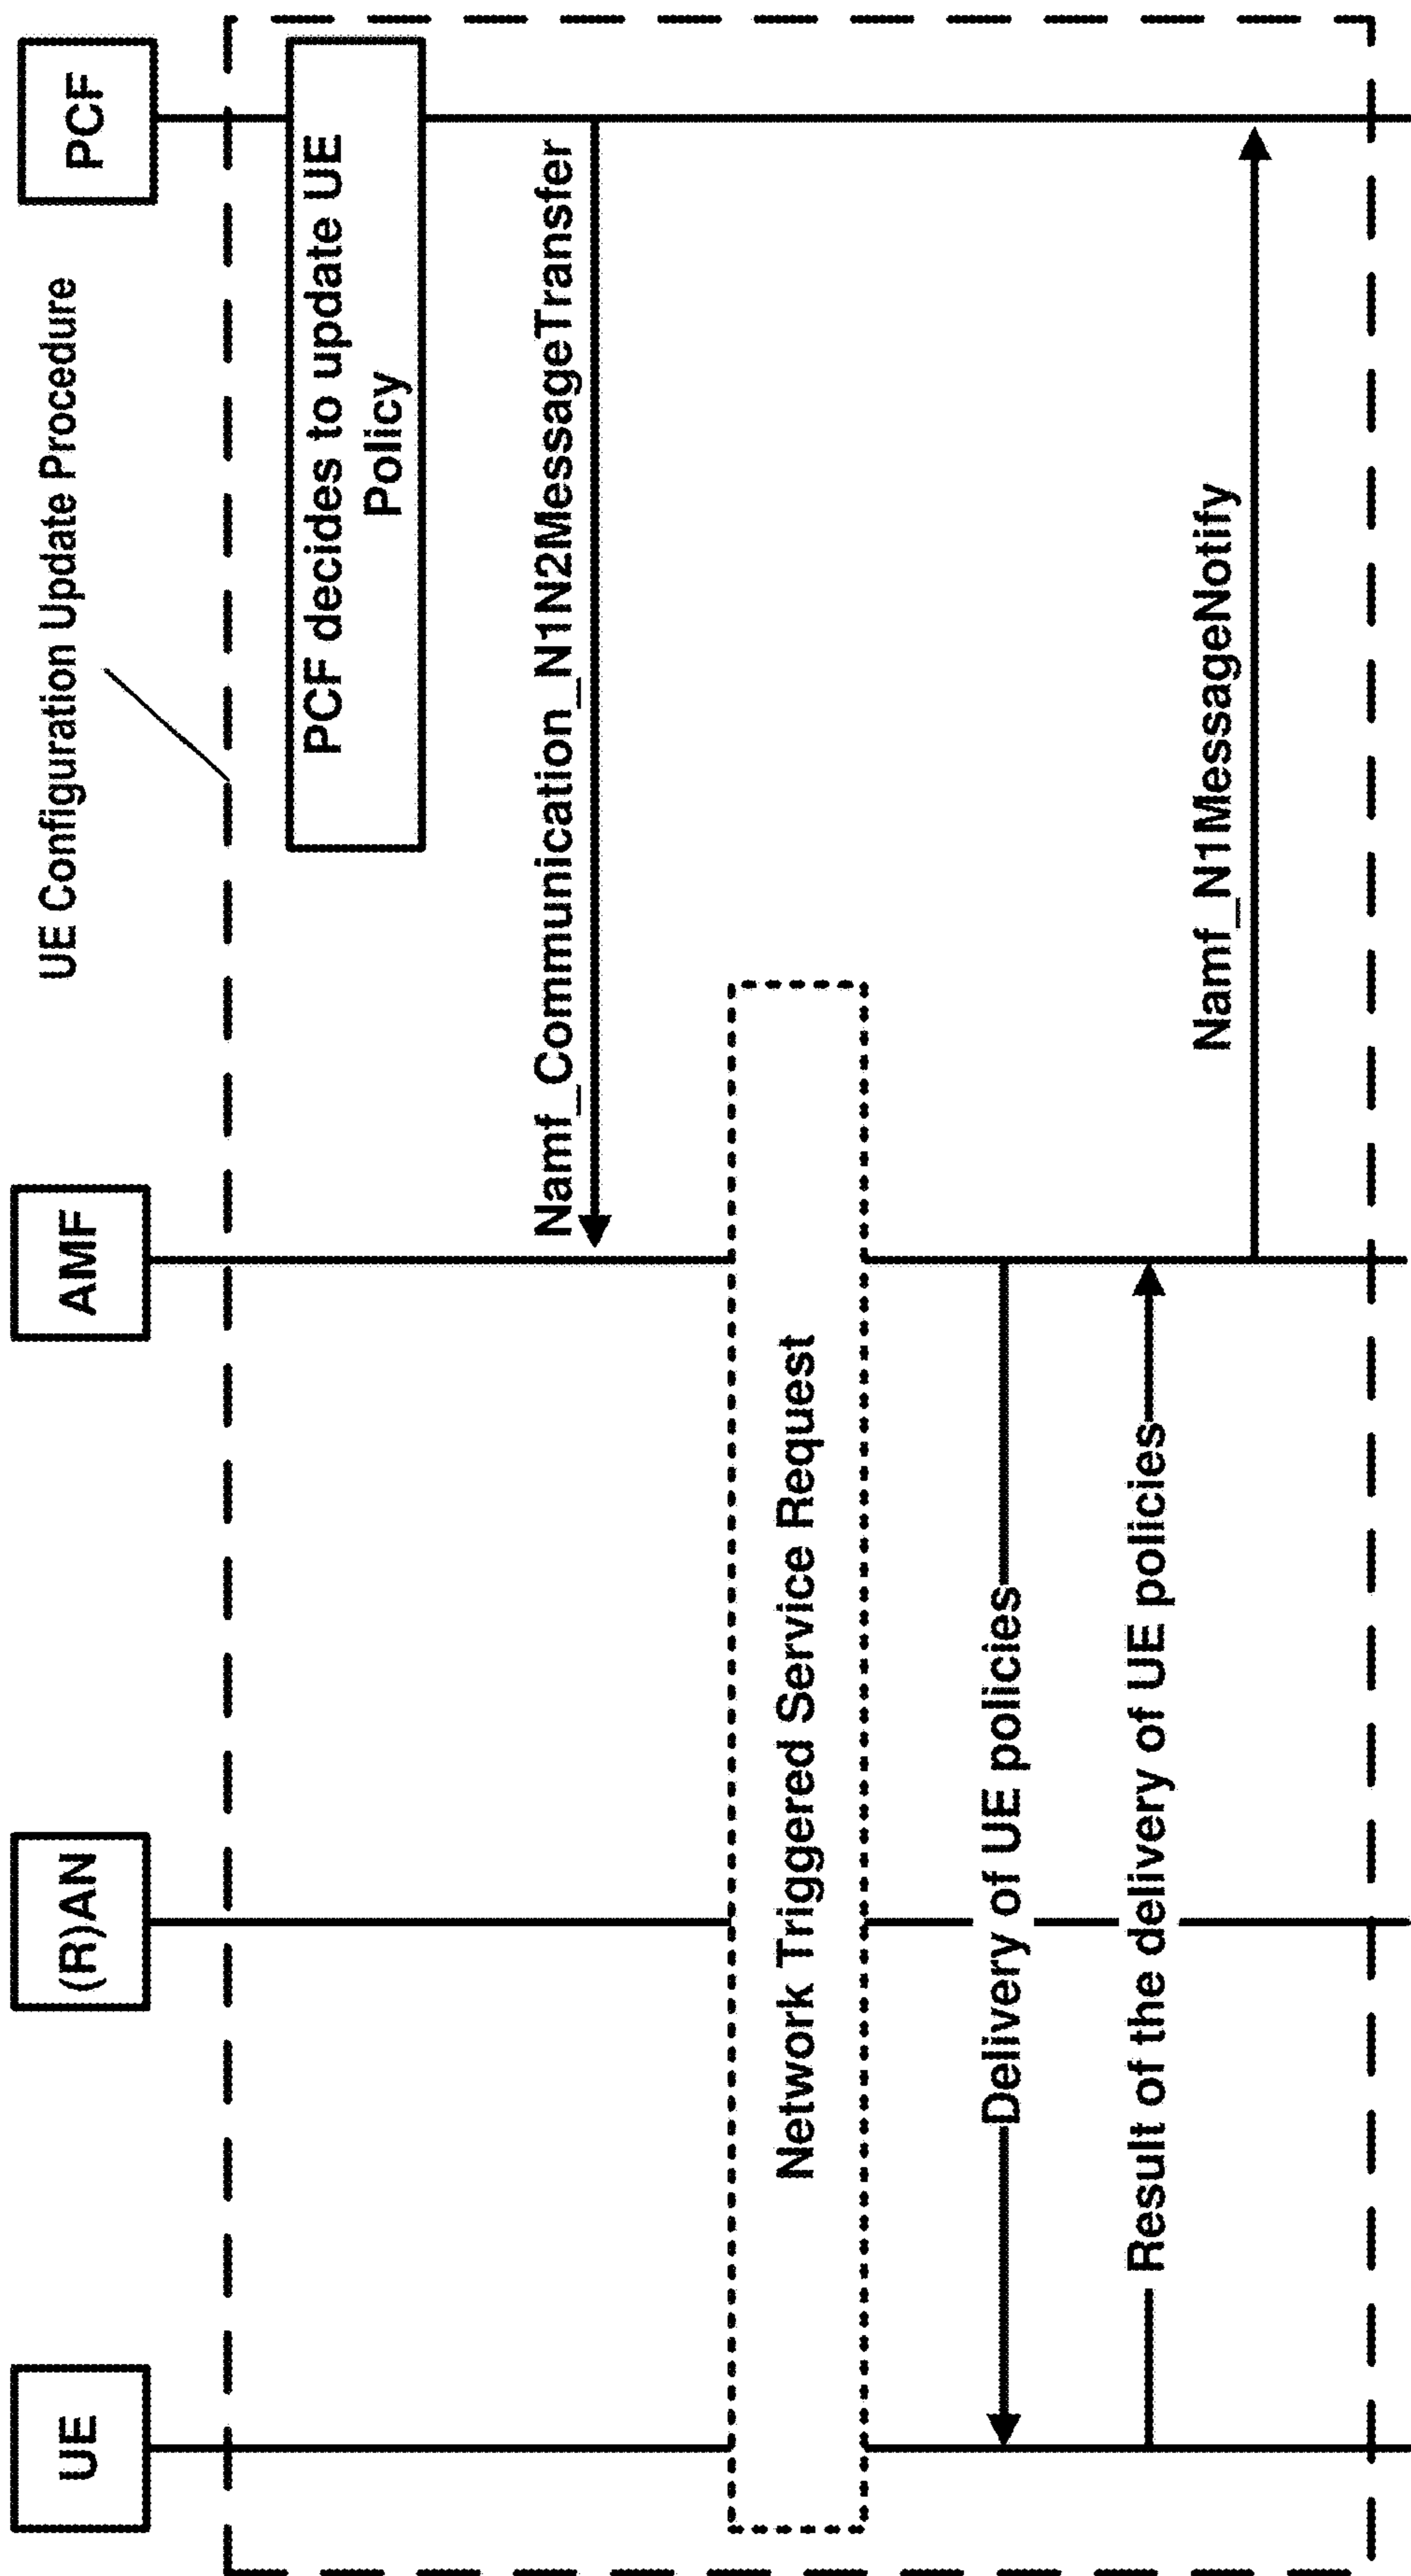 UE
(R)AN
AMF
PCF
UE Configuration Update Procedure
PCF decides to update UE
Policy
Namf_Communication_N1N2MessageTransfer
Network Triggered Service Request
Delivery of UE policies
Result of the delivery of UE policies
Namf_N1MessageNotify